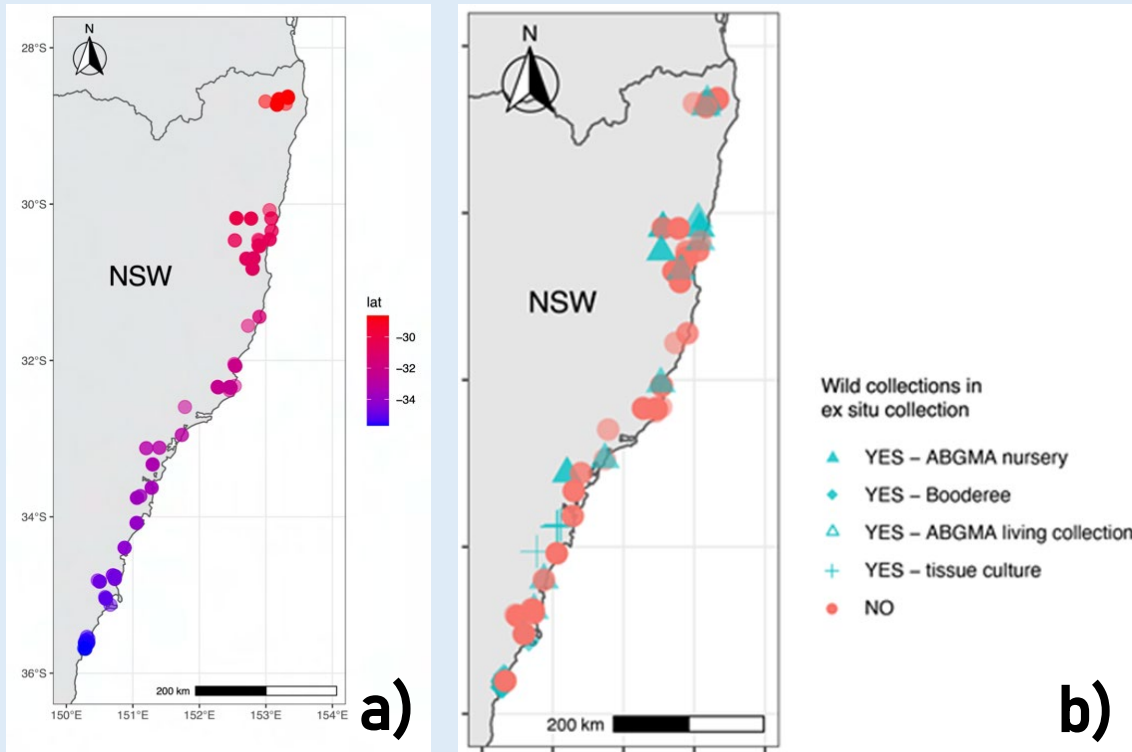 N
28°S
30°S
NSW
32°S
34°S
36°S
150°E
151°E
152°E
153°E
154°E
200 km
lat
−30
−32
−34
a)
N
NSW
200 km
Wild collections in
ex situ collection
YES − ABGMA nursery
YES − Booderee
YES − ABGMA living collection
YES − tissue culture
NO
b)